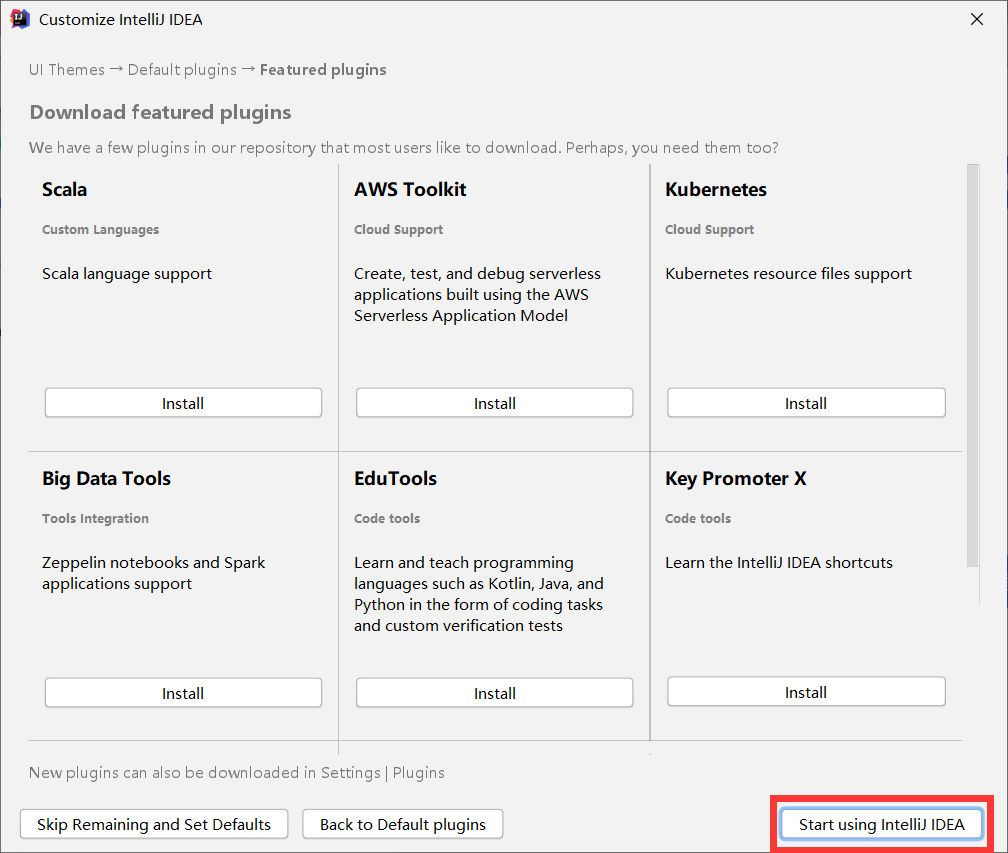 Customize IntelliJ IDEA
UI Themes → Default plugins → Featured plugins
Download featured plugins
We have a few plugins in our repository that most users like to download. Perhaps, you need them too?
Scala
Custom Languages
Scala language support
Install
AWS Toolkit
Cloud Support
Create, test, and debug serverless
applications built using the AWS
Serverless Application Model
Install
Kubernetes
Cloud Support
Kubernetes resource files support
Install
Big Data Tools
Tools Integration
Zeppelin notebooks and Spark
applications support
Install
EduTools
Code tools
Learn and teach programming
languages such as Kotlin, Java, and
Python in the form of coding tasks
and custom verification tests
Install
Key Promoter X
Code tools
Learn the IntelliJ IDEA shortcuts
Install
New plugins can also be downloaded in Settings | Plugins
Skip Remaining and Set Defaults
Back to Default plugins
Start using IntelliJ IDEA